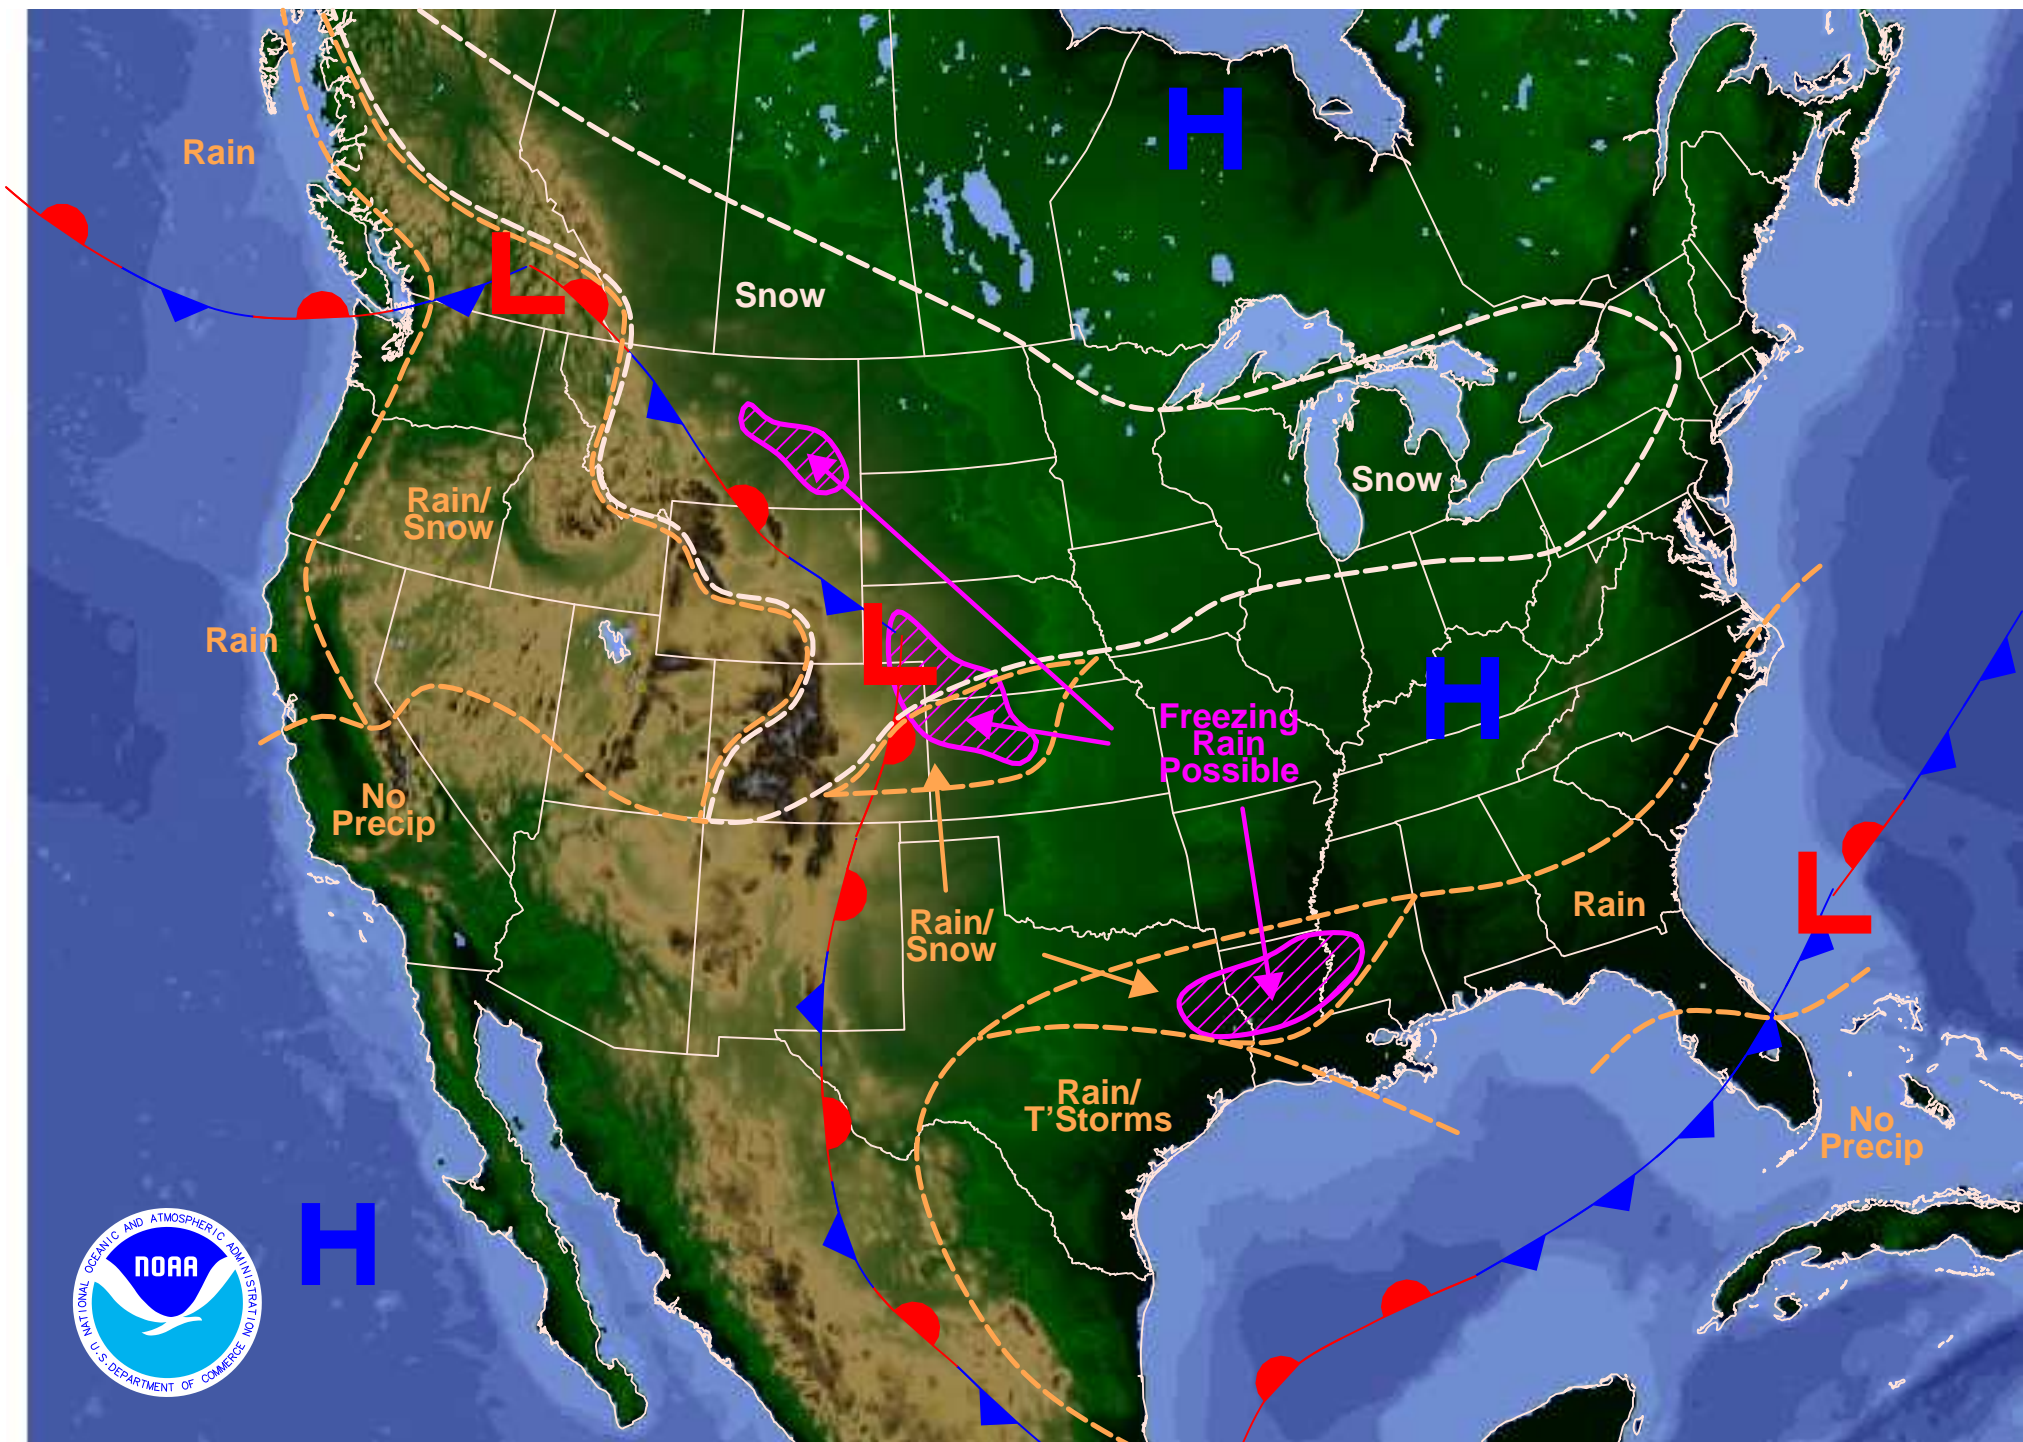 H
Rain
L
Snow
Snow
Rain/
Snow
Rain
L
H
Freezing
Rain
Possible
No
Precip
L
Rain
Rain/
Snow
Rain/
T'Storms
No
Precip
H
NATIONAL OCEANIC AND ATMOSPHERIC ADMINISTRATION
NOAA
U.S. DEPARTMENT OF COMMERCE